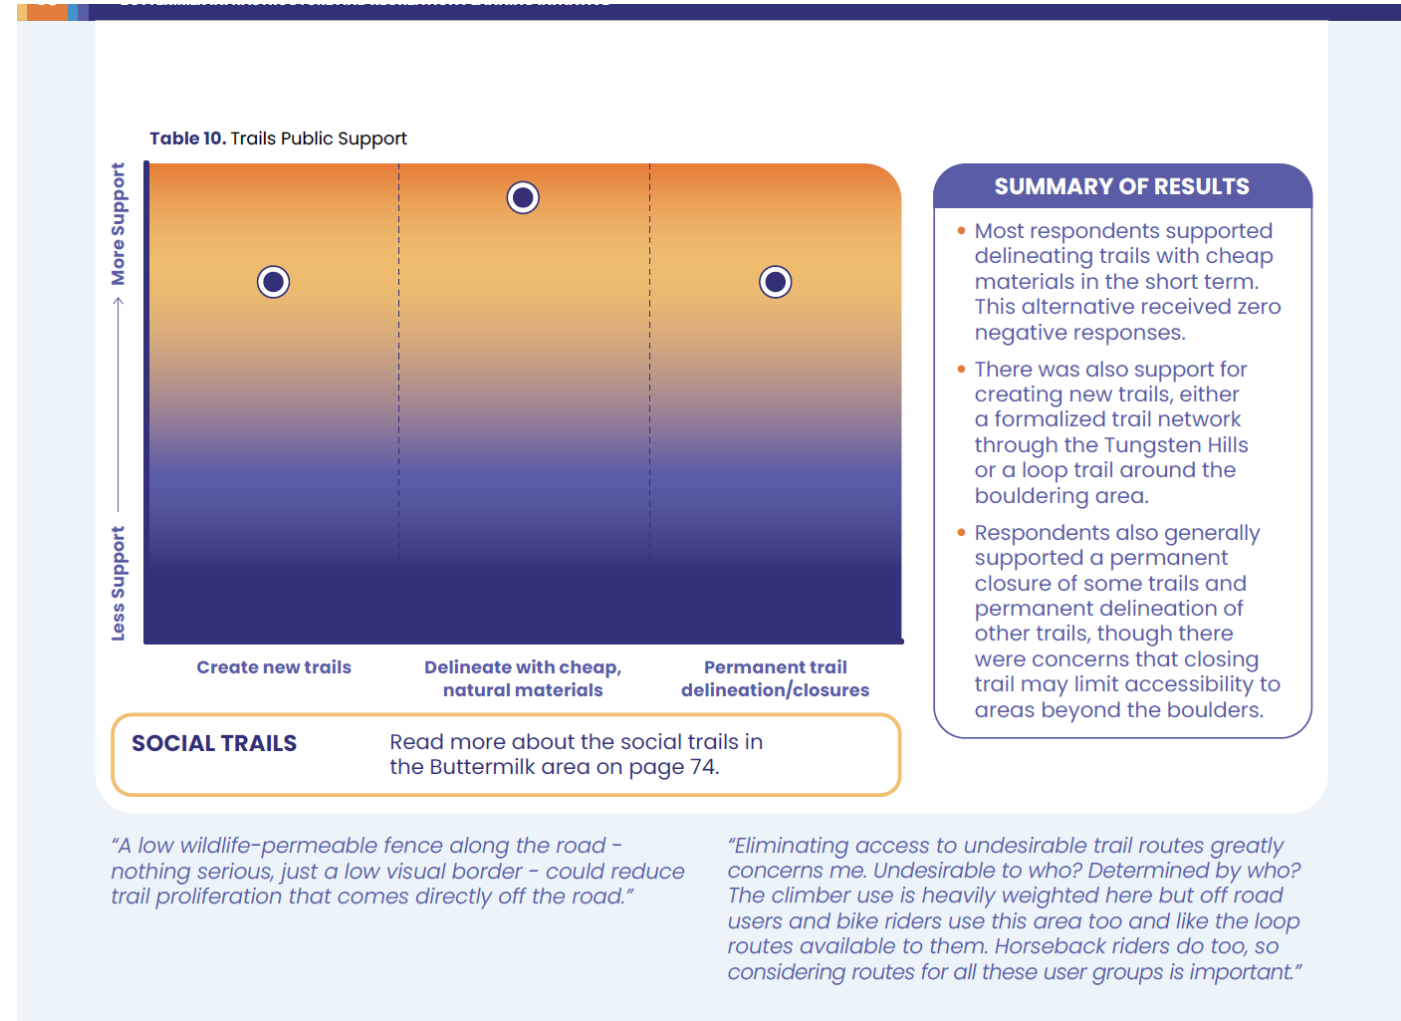 Table 10. Trails Public Support
More Support
Less Support
Create new trails
Delineate with cheap,
natural materials
Permanent trail
delineation/closures
SOCIAL TRAILS
Read more about the social trails in
the Buttermilk area on page 74.
SUMMARY OF RESULTS
• Most respondents supported
delineating trails with cheap
materials in the short term.
This alternative received zero
negative responses.
• There was also support for
creating new trails, either
a formalized trail network
through the Tungsten Hills
or a loop trail around the
bouldering area.
• Respondents also generally
supported a permanent
closure of some trails and
permanent delineation of
other trails, though there
were concerns that closing
trail may limit accessibility to
areas beyond the boulders.
“A low wildlife-permeable fence along the road -
nothing serious, just a low visual border - could reduce
trail proliferation that comes directly off the road.”
“Eliminating access to undesirable trail routes greatly
concerns me. Undesirable to who? Determined by who?
The climber use is heavily weighted here but off road
users and bike riders use this area too and like the loop
routes available to them. Horseback riders do too, so
considering routes for all these user groups is important.”